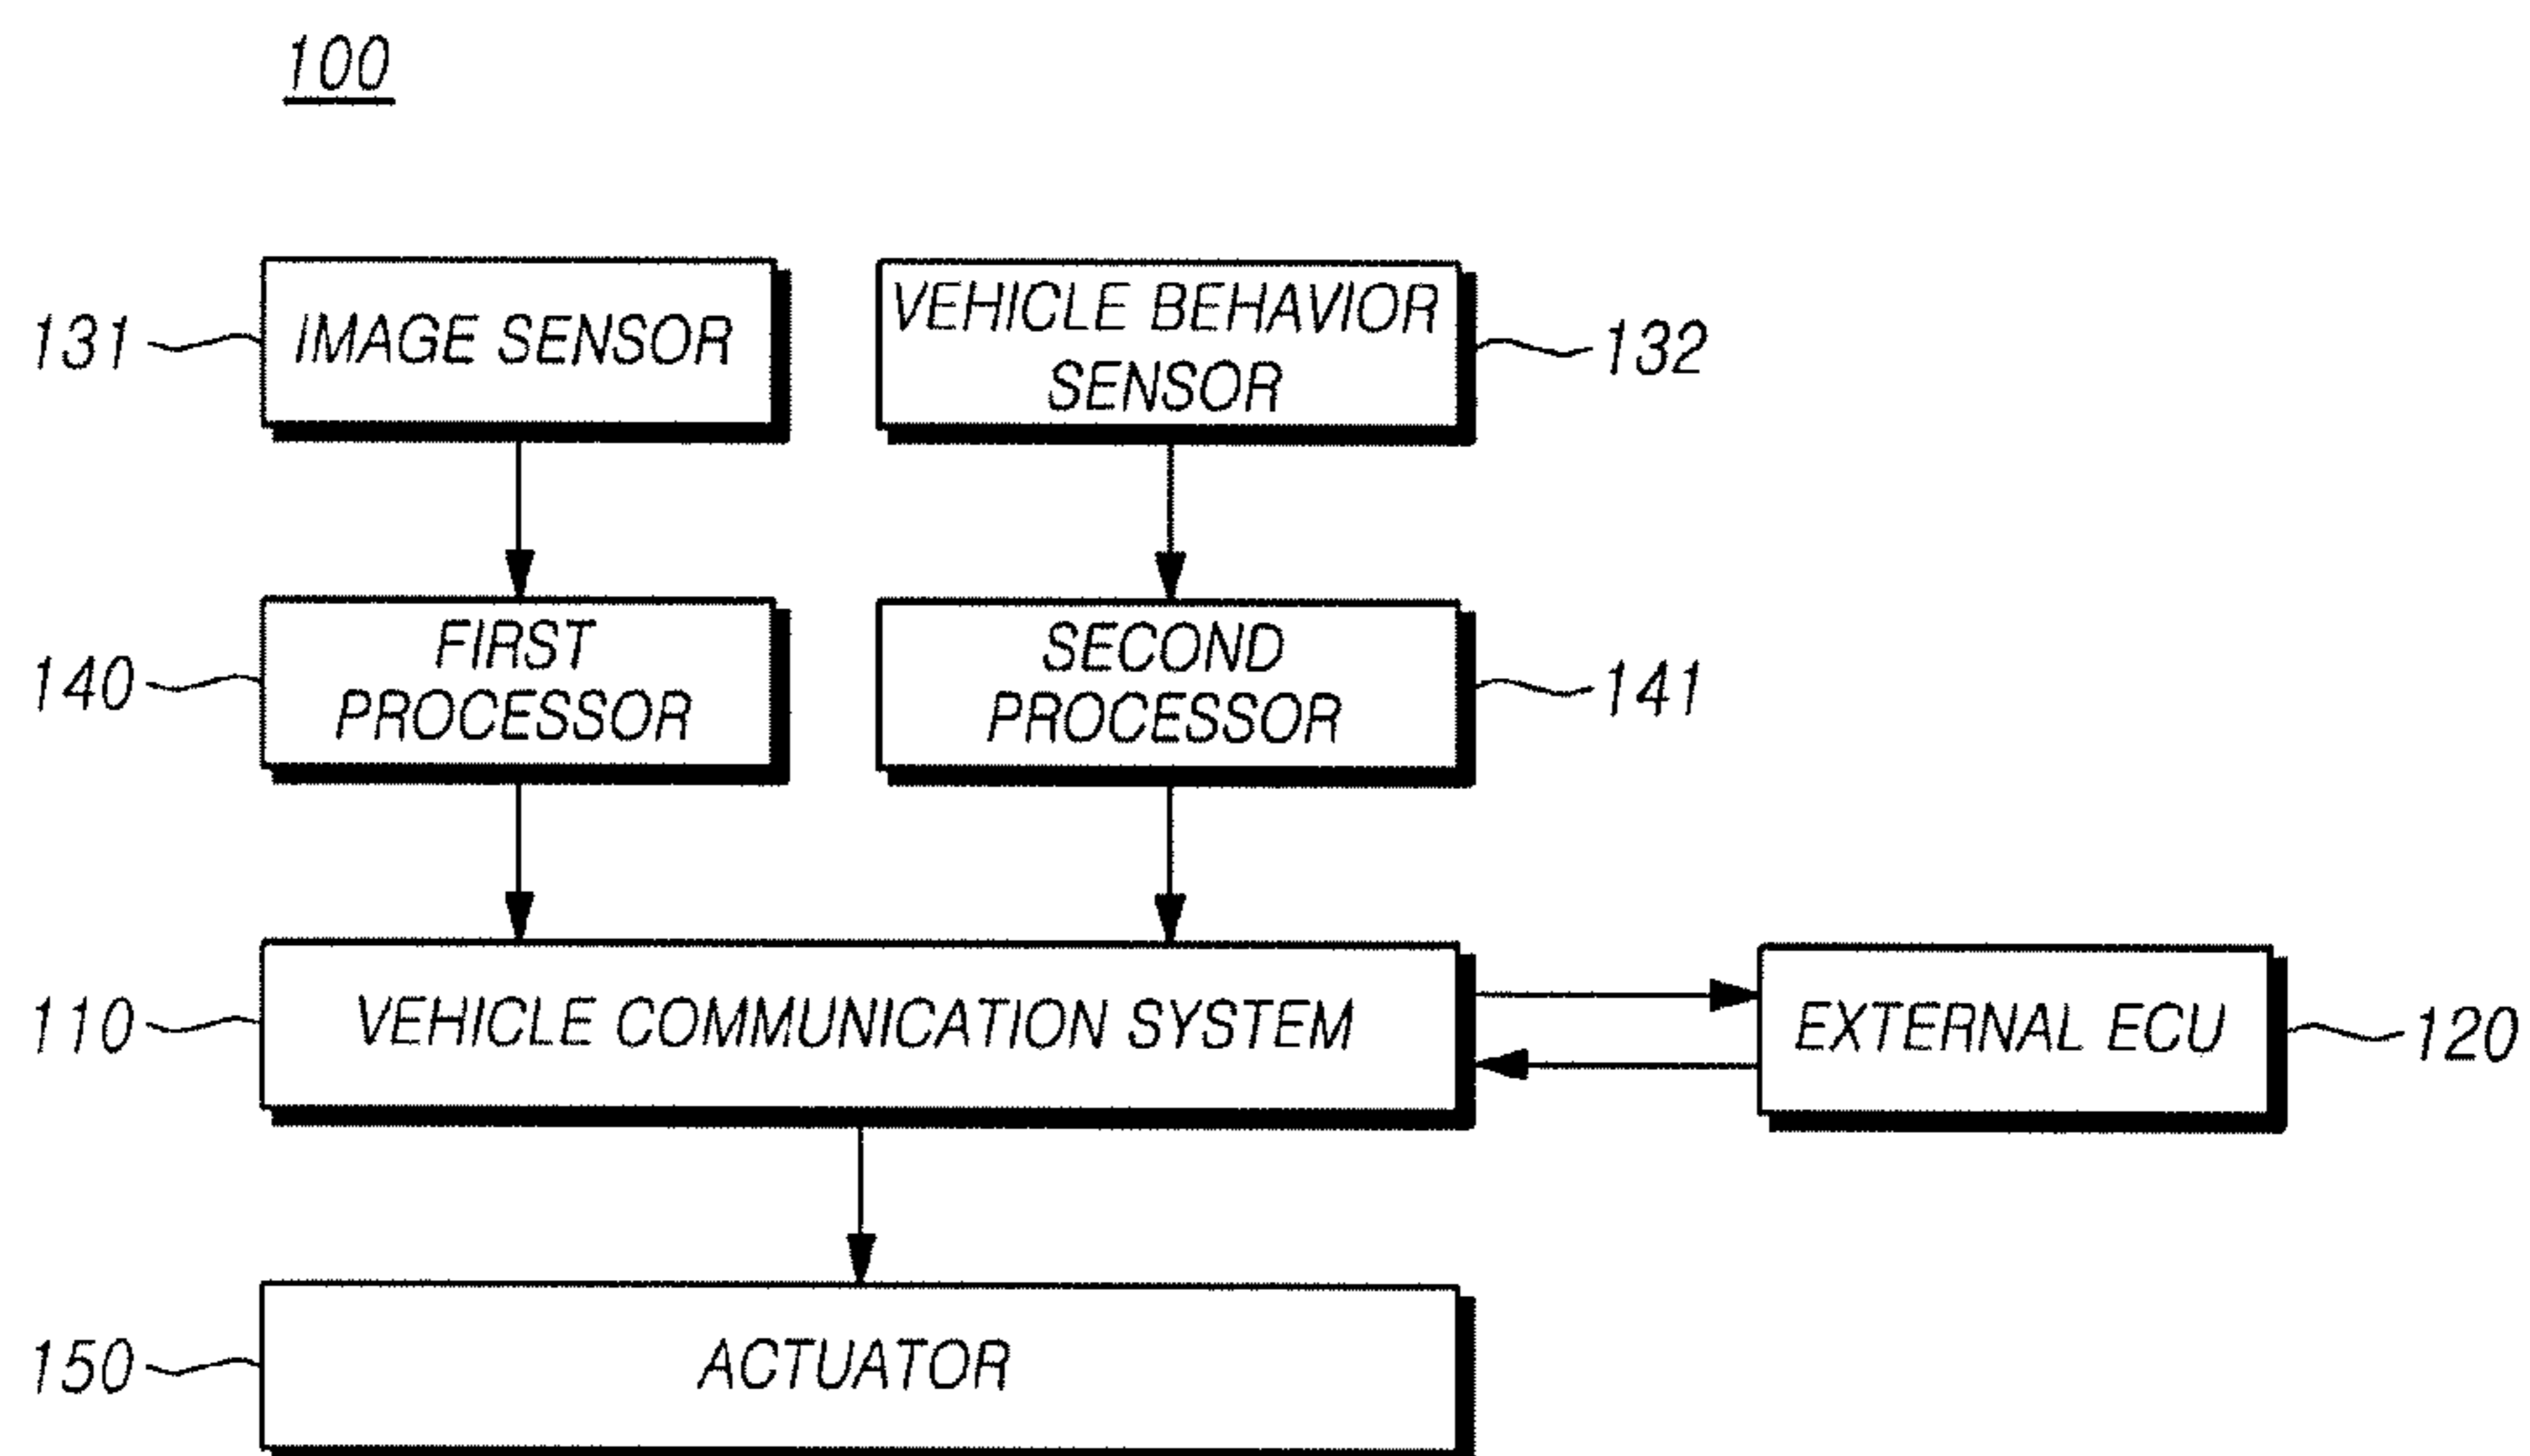 100
131
IMAGE SENSOR
VEHICLE BEHAVIOR
SENSOR
132
140
FIRST
PROCESSOR
SECOND
PROCESSOR
141
110
VEHICLE COMMUNICATION SYSTEM
EXTERNAL ECU
120
150
ACTUATOR